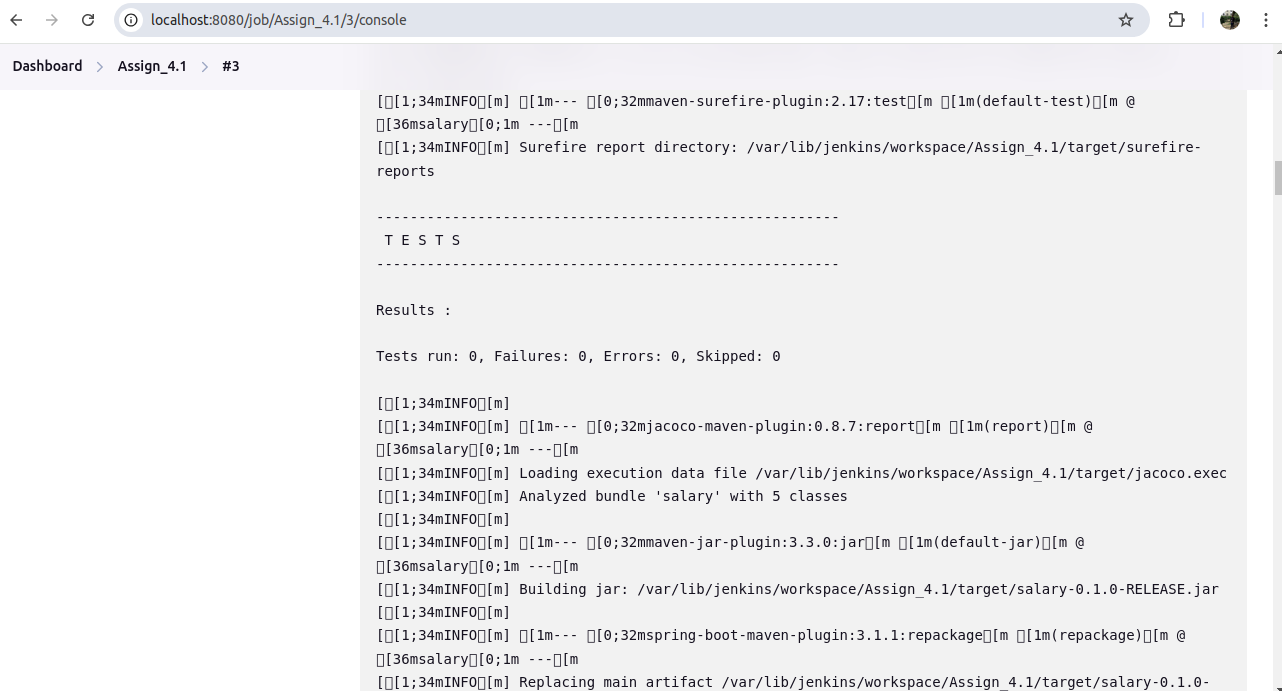 localhost:8080/job/Assign_4.1/3/console
Dashboard > Assign_4.1 > #3
[▯[1;34mINFO▯[m] ▯[1m--- ▯[0;32mmaven-surefire-plugin:2.17:test▯[m ▯[1m(default-test)▯[m @
▯[36msalary▯[0;1m ---▯[m
[▯[1;34mINFO▯[m] Surefire report directory: /var/lib/jenkins/workspace/Assign_4.1/target/surefire-
reports
-------------------------------------------------------
T E S T S
-------------------------------------------------------
Results :
Tests run: 0, Failures: 0, Errors: 0, Skipped: 0
[▯[1;34mINFO▯[m]
[▯[1;34mINFO▯[m] ▯[1m--- ▯[0;32mjacoco-maven-plugin:0.8.7:report▯[m ▯[1m(report)▯[m @
▯[36msalary▯[0;1m ---▯[m
[▯[1;34mINFO▯[m] Loading execution data file /var/lib/jenkins/workspace/Assign_4.1/target/jacoco.exec
[▯[1;34mINFO▯[m] Analyzed bundle 'salary' with 5 classes
[▯[1;34mINFO▯[m]
[▯[1;34mINFO▯[m] ▯[1m--- ▯[0;32mmaven-jar-plugin:3.3.0:jar▯[m ▯[1m(default-jar)▯[m @
▯[36msalary▯[0;1m ---▯[m
[▯[1;34mINFO▯[m] Building jar: /var/lib/jenkins/workspace/Assign_4.1/target/salary-0.1.0-RELEASE.jar
[▯[1;34mINFO▯[m]
[▯[1;34mINFO▯[m] ▯[1m--- ▯[0;32mspring-boot-maven-plugin:3.1.1:repackage▯[m ▯[1m(repackage)▯[m @
▯[36msalary▯[0;1m ---▯[m
[▯[1;34mINFO▯[m] Replacing main artifact /var/lib/jenkins/workspace/Assign_4.1/target/salary-0.1.0-